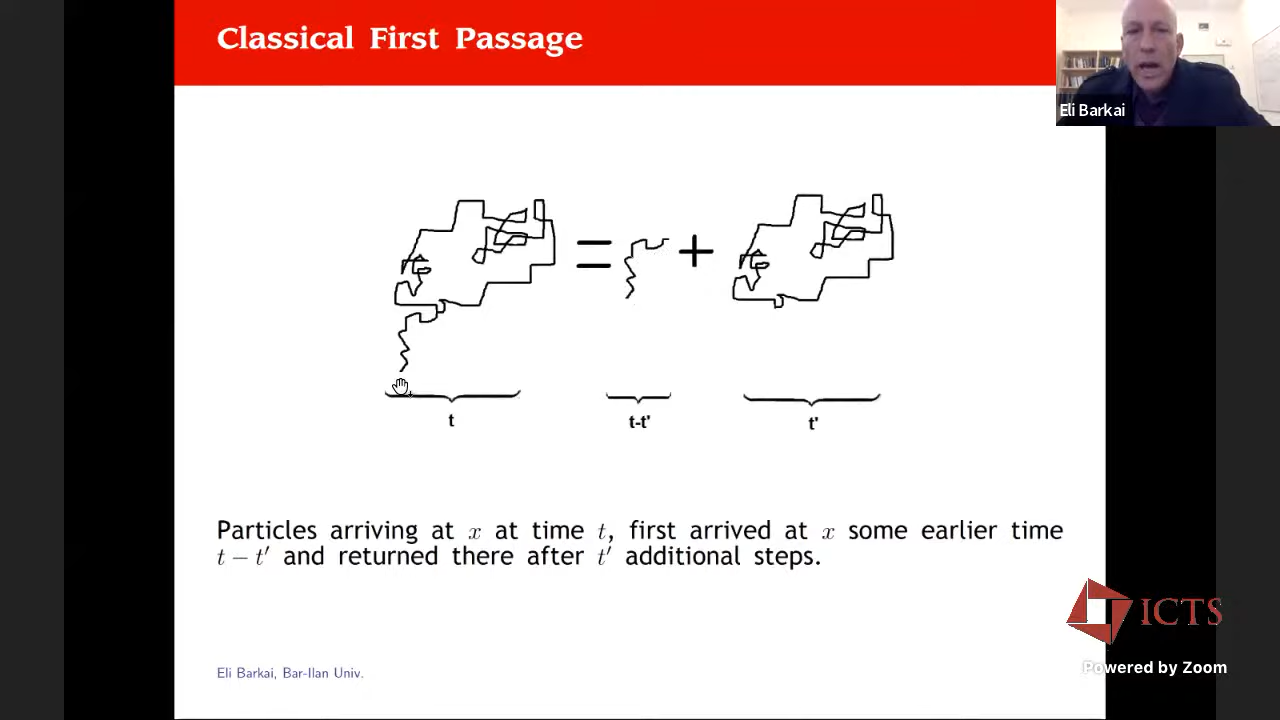 Classical First Passage
Eli Barkai
= +
t
t-t'
t'
Particles arriving at x at time t, first arrived at x some earlier time
t − t′ and returned there after t′ additional steps.
ICTS
Eli Barkai, Bar-Ilan Univ.
Powered by Zoom